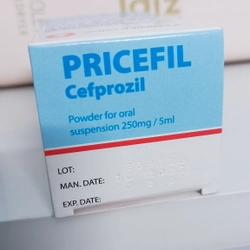 PRICEFIL
Cefprozil
Powder for oral
suspension 250mg / 5ml
LOT:
MAN. DATE:
EXP. DATE: